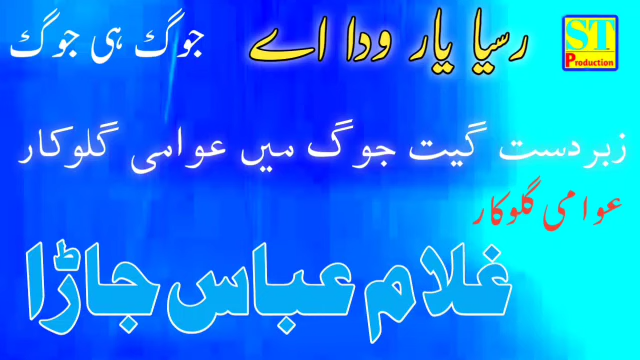 رسیا یار ودا اے جوگ ہی جوگ
ST
Production
زبردست گیت جوگ میں عوامی گلوکار
عوامی گلوکار
غلام عباس جاڑا